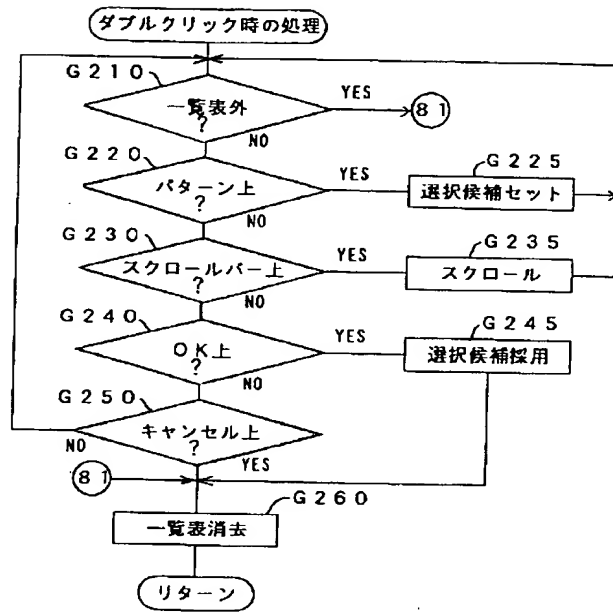 ダブルクリック時の処理
G210
一覧表外
?
YES
81
NO
G220
パターン上
?
YES
G225
選択候補セット
NO
G230
スクロールバー上
?
YES
G235
スクロール
NO
G240
OK上
?
YES
G245
選択候補採用
NO
G250
キャンセル上
?
NO
YES
81
G260
一覧表消去
リターン